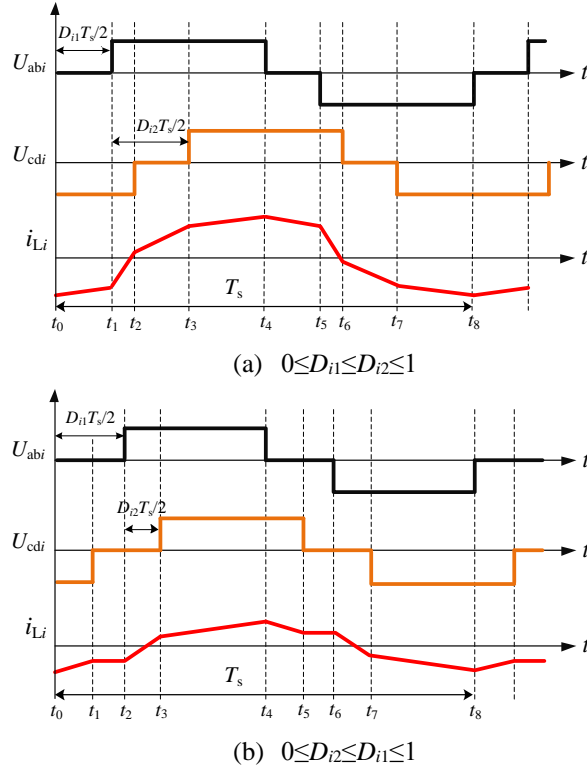 D_{i1}T_s/2
U_{abi}
t
D_{i2}T_s/2
U_{cdi}
t
i_{Li}
t
T_s
t_0 t_1 t_2 t_3 t_4 t_5 t_6 t_7 t_8
(a) 0≤D_{i1}≤D_{i2}≤1
D_{i1}T_s/2
U_{abi}
t
D_{i2}T_s/2
U_{cdi}
t
i_{Li}
t
T_s
t_0 t_1 t_2 t_3 t_4 t_5 t_6 t_7 t_8
(b) 0≤D_{i2}≤D_{i1}≤1